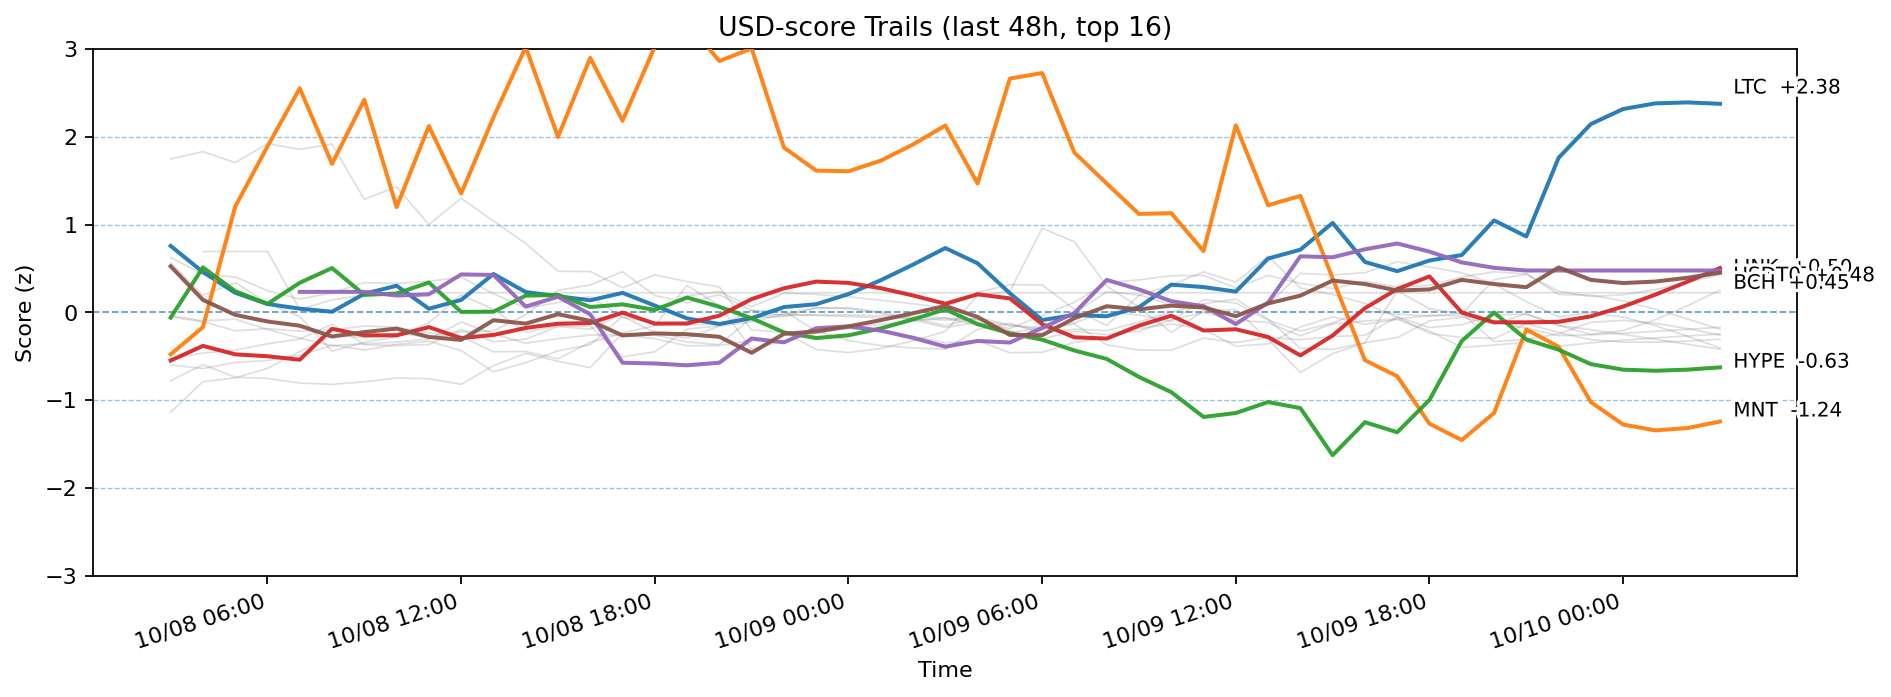 USD-score Trails (last 48h, top 16)
Score (z)
3
2
1
0
−1
−2
−3
LTC +2.38
BCH +0.45
HYPE -0.63
MNT -1.24
10/08 06:00
10/08 12:00
10/08 18:00
10/09 00:00
10/09 06:00
10/09 12:00
10/09 18:00
10/10 00:00
Time